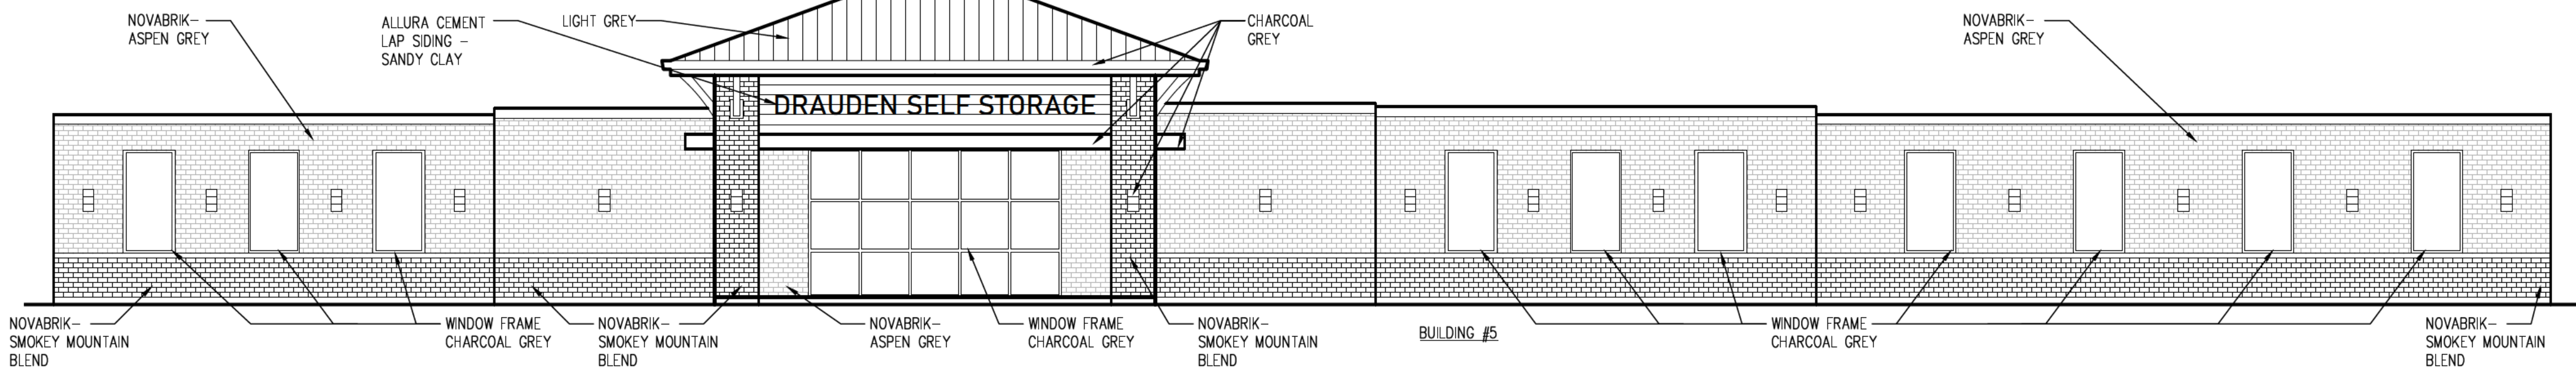 NOVABRIK-
ASPEN GREY
ALLURA CEMENT
LAP SIDING -
SANDY CLAY
LIGHT GREY
CHARCOAL
GREY
NOVABRIK-
ASPEN GREY
DRAUDEN SELF STORAGE
NOVABRIK-
SMOKEY MOUNTAIN
BLEND
WINDOW FRAME
CHARCOAL GREY
NOVABRIK-
SMOKEY MOUNTAIN
BLEND
NOVABRIK-
ASPEN GREY
WINDOW FRAME
CHARCOAL GREY
NOVABRIK-
SMOKEY MOUNTAIN
BLEND
BUILDING #5
WINDOW FRAME
CHARCOAL GREY
NOVABRIK-
SMOKEY MOUNTAIN
BLEND